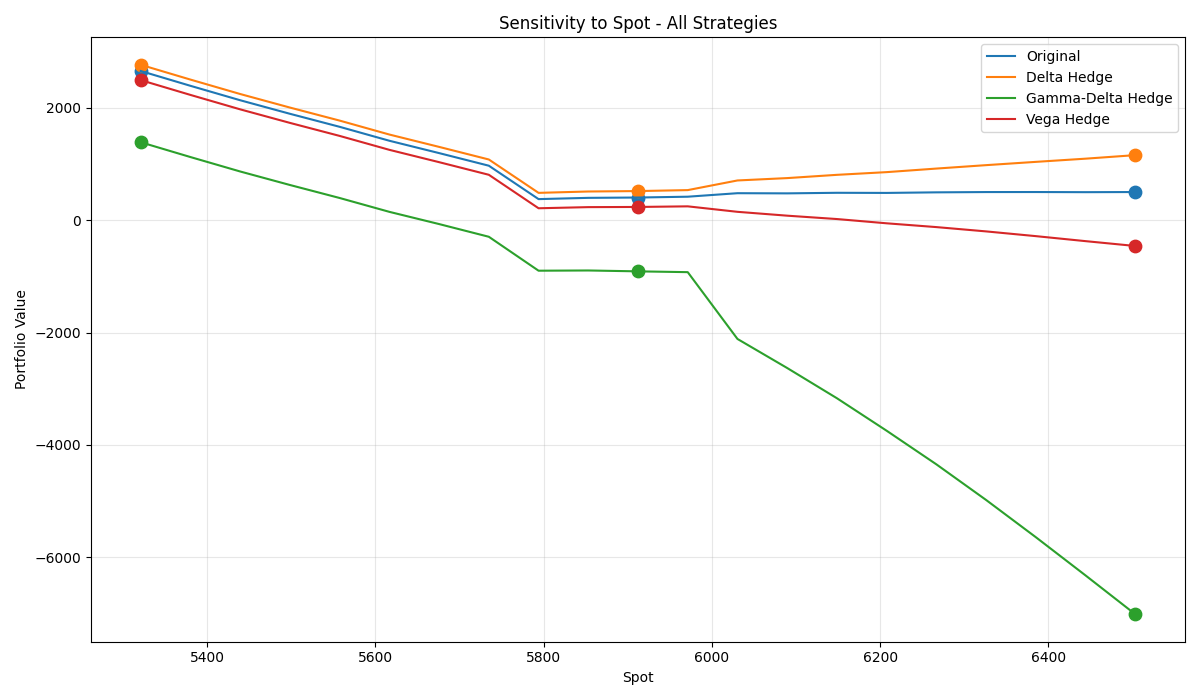 Sensitivity to Spot - All Strategies
Original
Delta Hedge
Gamma-Delta Hedge
Vega Hedge
Portfolio Value
2000
0
−2000
−4000
−6000
5400 5600 5800 6000 6200 6400
Spot